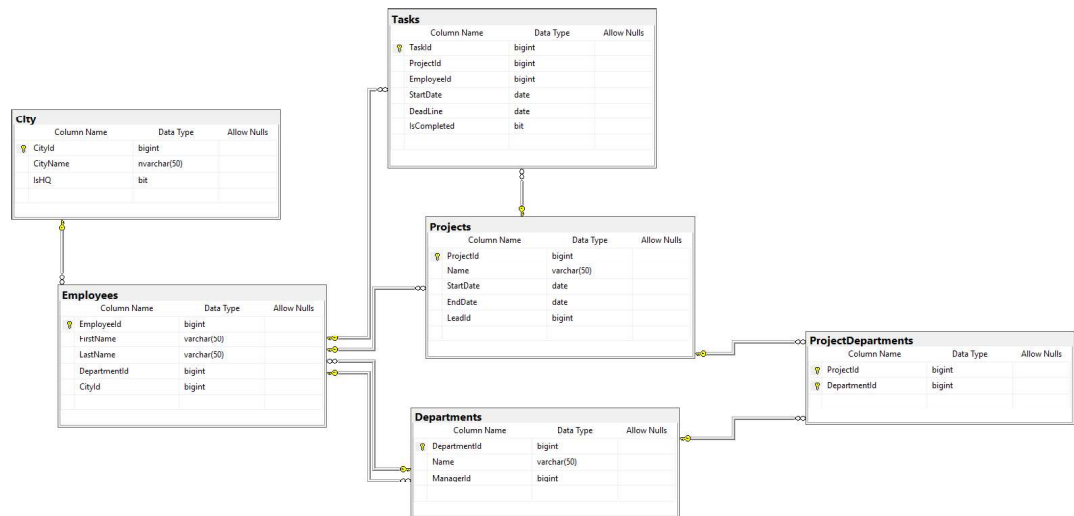 Tasks
Column Name Data Type Allow Nulls
TaskId bigint
ProjectId bigint
EmployeeId bigint
StartDate date
DeadLine date
IsCompleted bit
City
Column Name Data Type Allow Nulls
CityId bigint
CityName nvarchar(50)
IsHQ bit
Projects
Column Name Data Type Allow Nulls
ProjectId bigint
Name varchar(50)
StartDate date
EndDate date
LeadId bigint
Employees
Column Name Data Type Allow Nulls
EmployeeId bigint
FirstName varchar(50)
LastName varchar(50)
DepartmentId bigint
CityId bigint
ProjectDepartments
Column Name Data Type Allow Nulls
ProjectId bigint
DepartmentId bigint
Departments
Column Name Data Type Allow Nulls
DepartmentId bigint
Name varchar(50)
ManagerId bigint